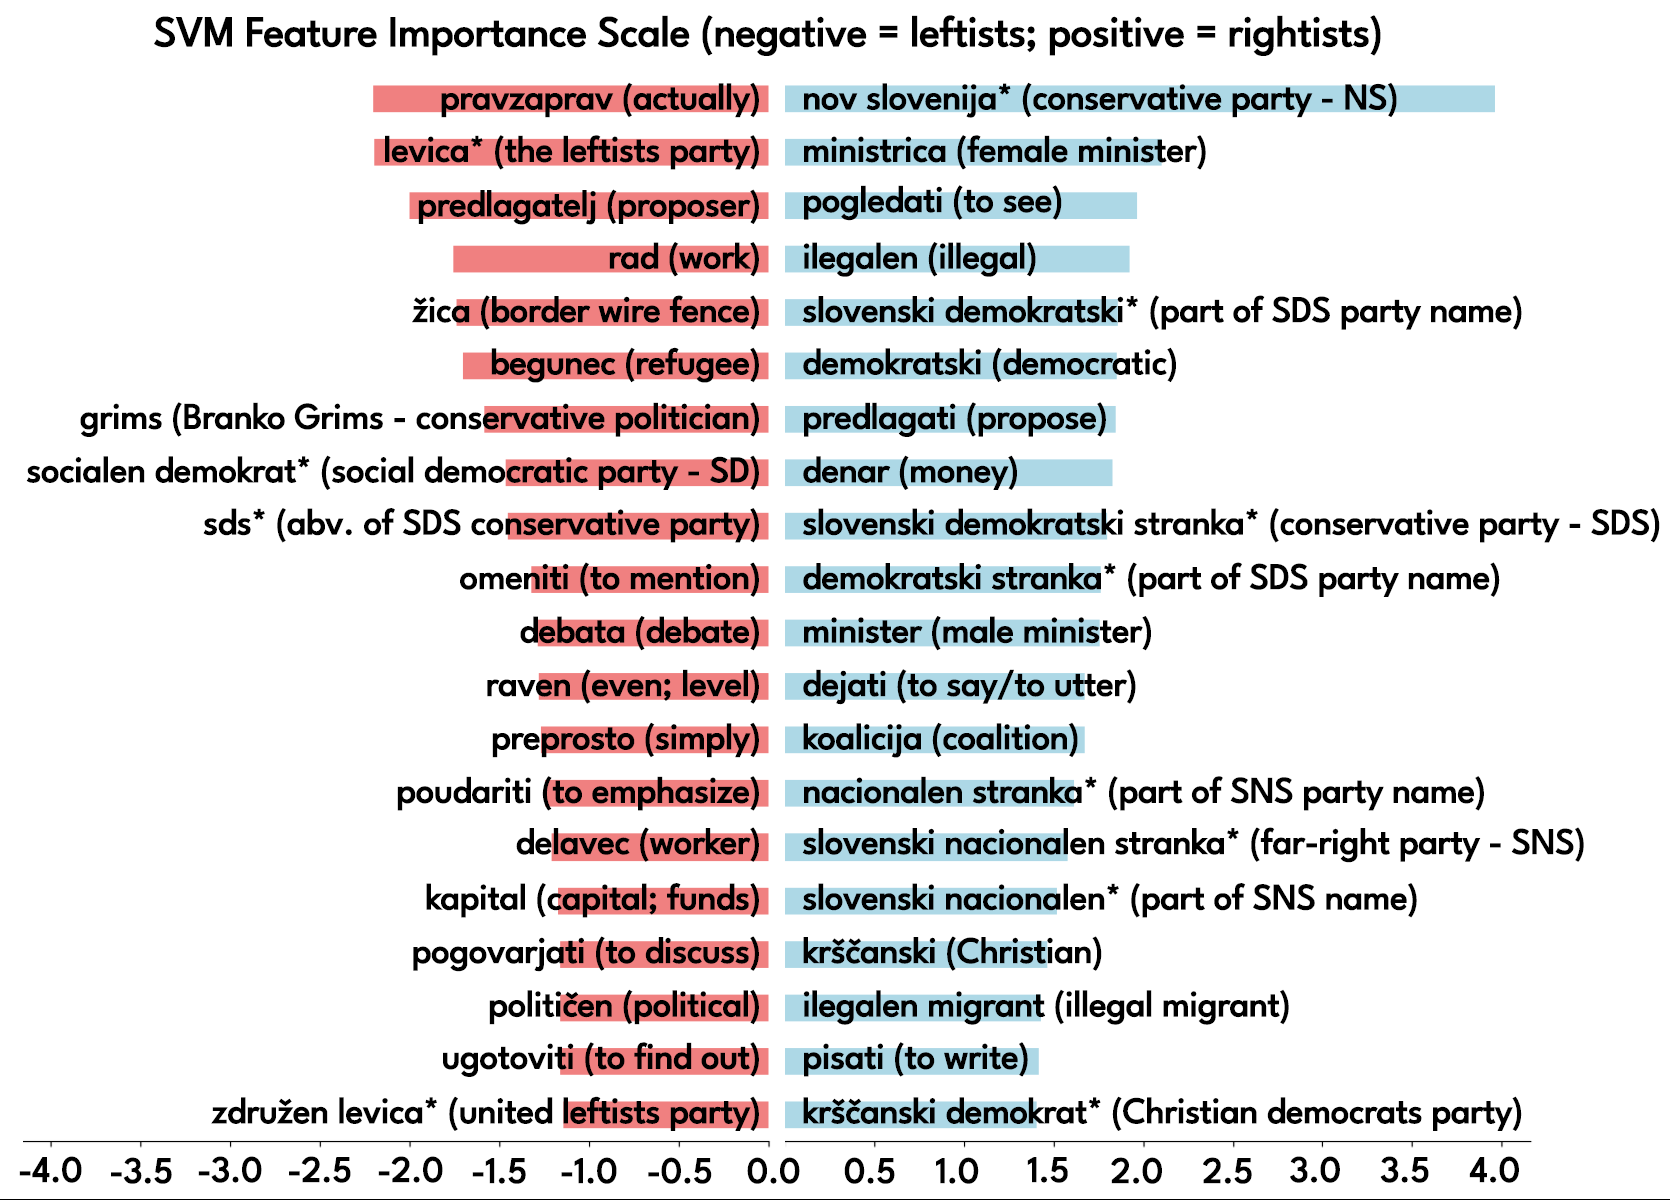 SVM Feature Importance Scale (negative = leftists; positive = rightists)
pravzaprav (actually)
nov slovenija* (conservative party - NS)
levica* (the leftists party)
ministrica (female minister)
predlagatelj (proposer)
pogledati (to see)
rad (work)
ilegalen (illegal)
žica (border wire fence)
slovenski demokratski* (part of SDS party name)
begunec (refugee)
demokratski (democratic)
grims (Branko Grims - conservative politician)
predlagati (propose)
socialen demokrat* (social democratic party - SD)
denar (money)
sds* (abv. of SDS conservative party)
slovenski demokratski stranka* (conservative party - SDS)
omeniti (to mention)
demokratski stranka* (part of SDS party name)
debata (debate)
minister (male minister)
raven (even; level)
dejati (to say/to utter)
preprosto (simply)
koalicija (coalition)
poudariti (to emphasize)
nacionalen stranka* (part of SNS party name)
delavec (worker)
slovenski nacionalen stranka* (far-right party - SNS)
kapital (capital; funds)
slovenski nacionalen* (part of SNS name)
pogovarjati (to discuss)
krščanski (Christian)
političen (political)
ilegalen migrant (illegal migrant)
ugotoviti (to find out)
pisati (to write)
združen levica* (united leftists party)
krščanski demokrat* (Christian democrats party)
-4.0 -3.5 -3.0 -2.5 -2.0 -1.5 -1.0 -0.5 0.0 0.5 1.0 1.5 2.0 2.5 3.0 3.5 4.0